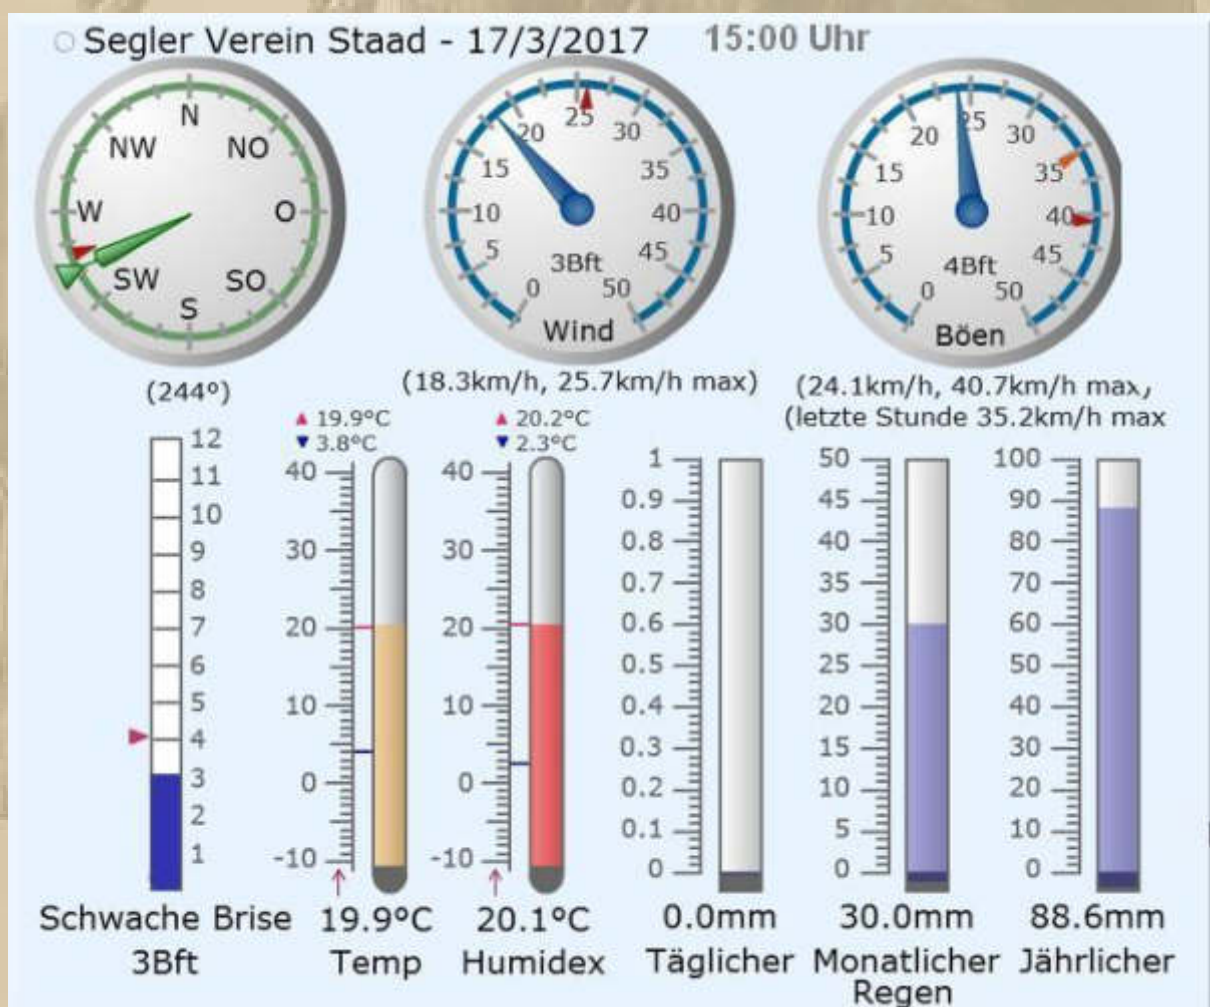 Segler Verein Staad - 17/3/2017 15:00 Uhr
N
NW NO
W O
SW SO
S
(244°)
0 5 10 15 20 25 30 35 40 45 50
3Bft
Wind
(18.3km/h, 25.7km/h max)
0 5 10 15 20 25 30 35 40 45 50
4Bft
Böen
(24.1km/h, 40.7km/h max,
(letzte Stunde 35.2km/h max
12
11
10
9
8
7
6
5
4
3
2
1
Schwache Brise
3Bft
▲ 19.9°C
▼ 3.8°C
40
30
20
10
0
-10
19.9°C
Temp
▲ 20.2°C
▼ 2.3°C
40
30
20
10
0
-10
20.1°C
Humidex
1
0.9
0.8
0.7
0.6
0.5
0.4
0.3
0.2
0.1
0
0.0mm
Täglicher
50
45
40
35
30
25
20
15
10
5
0
30.0mm
Monatlicher
Regen
100
90
80
70
60
50
40
30
20
10
0
88.6mm
Jährlicher